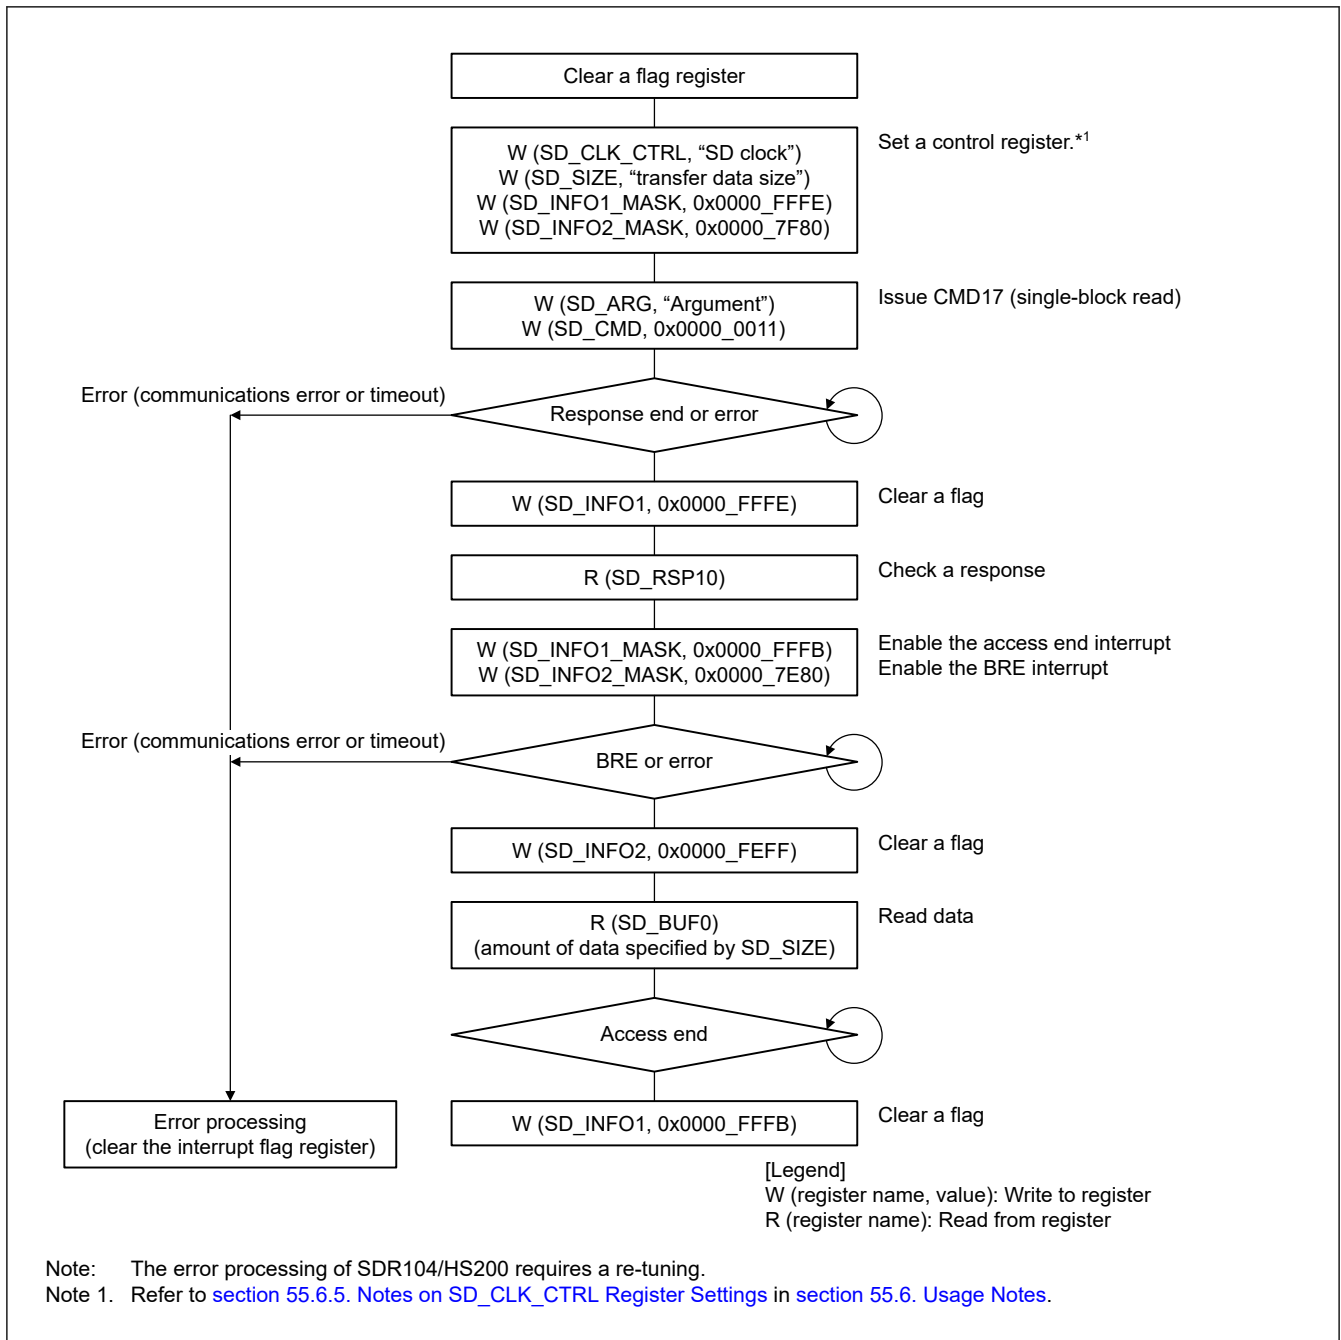 Clear a flag register
W (SD_CLK_CTRL, “SD clock”)
W (SD_SIZE, “transfer data size”)
W (SD_INFO1_MASK, 0x0000_FFFE)
W (SD_INFO2_MASK, 0x0000_7F80)
Set a control register.*1
W (SD_ARG, “Argument”)
W (SD_CMD, 0x0000_0011)
Issue CMD17 (single-block read)
Error (communications error or timeout)
Response end or error
W (SD_INFO1, 0x0000_FFFE)
Clear a flag
R (SD_RSP10)
Check a response
W (SD_INFO1_MASK, 0x0000_FFFB)
W (SD_INFO2_MASK, 0x0000_7E80)
Enable the access end interrupt
Enable the BRE interrupt
Error (communications error or timeout)
BRE or error
W (SD_INFO2, 0x0000_FEFF)
Clear a flag
R (SD_BUF0)
(amount of data specified by SD_SIZE)
Read data
Access end
Error processing
(clear the interrupt flag register)
W (SD_INFO1, 0x0000_FFFB)
Clear a flag
[Legend]
W (register name, value): Write to register
R (register name): Read from register
Note: The error processing of SDR104/HS200 requires a re-tuning.
Note 1. Refer to section 55.6.5. Notes on SD_CLK_CTRL Register Settings in section 55.6. Usage Notes.